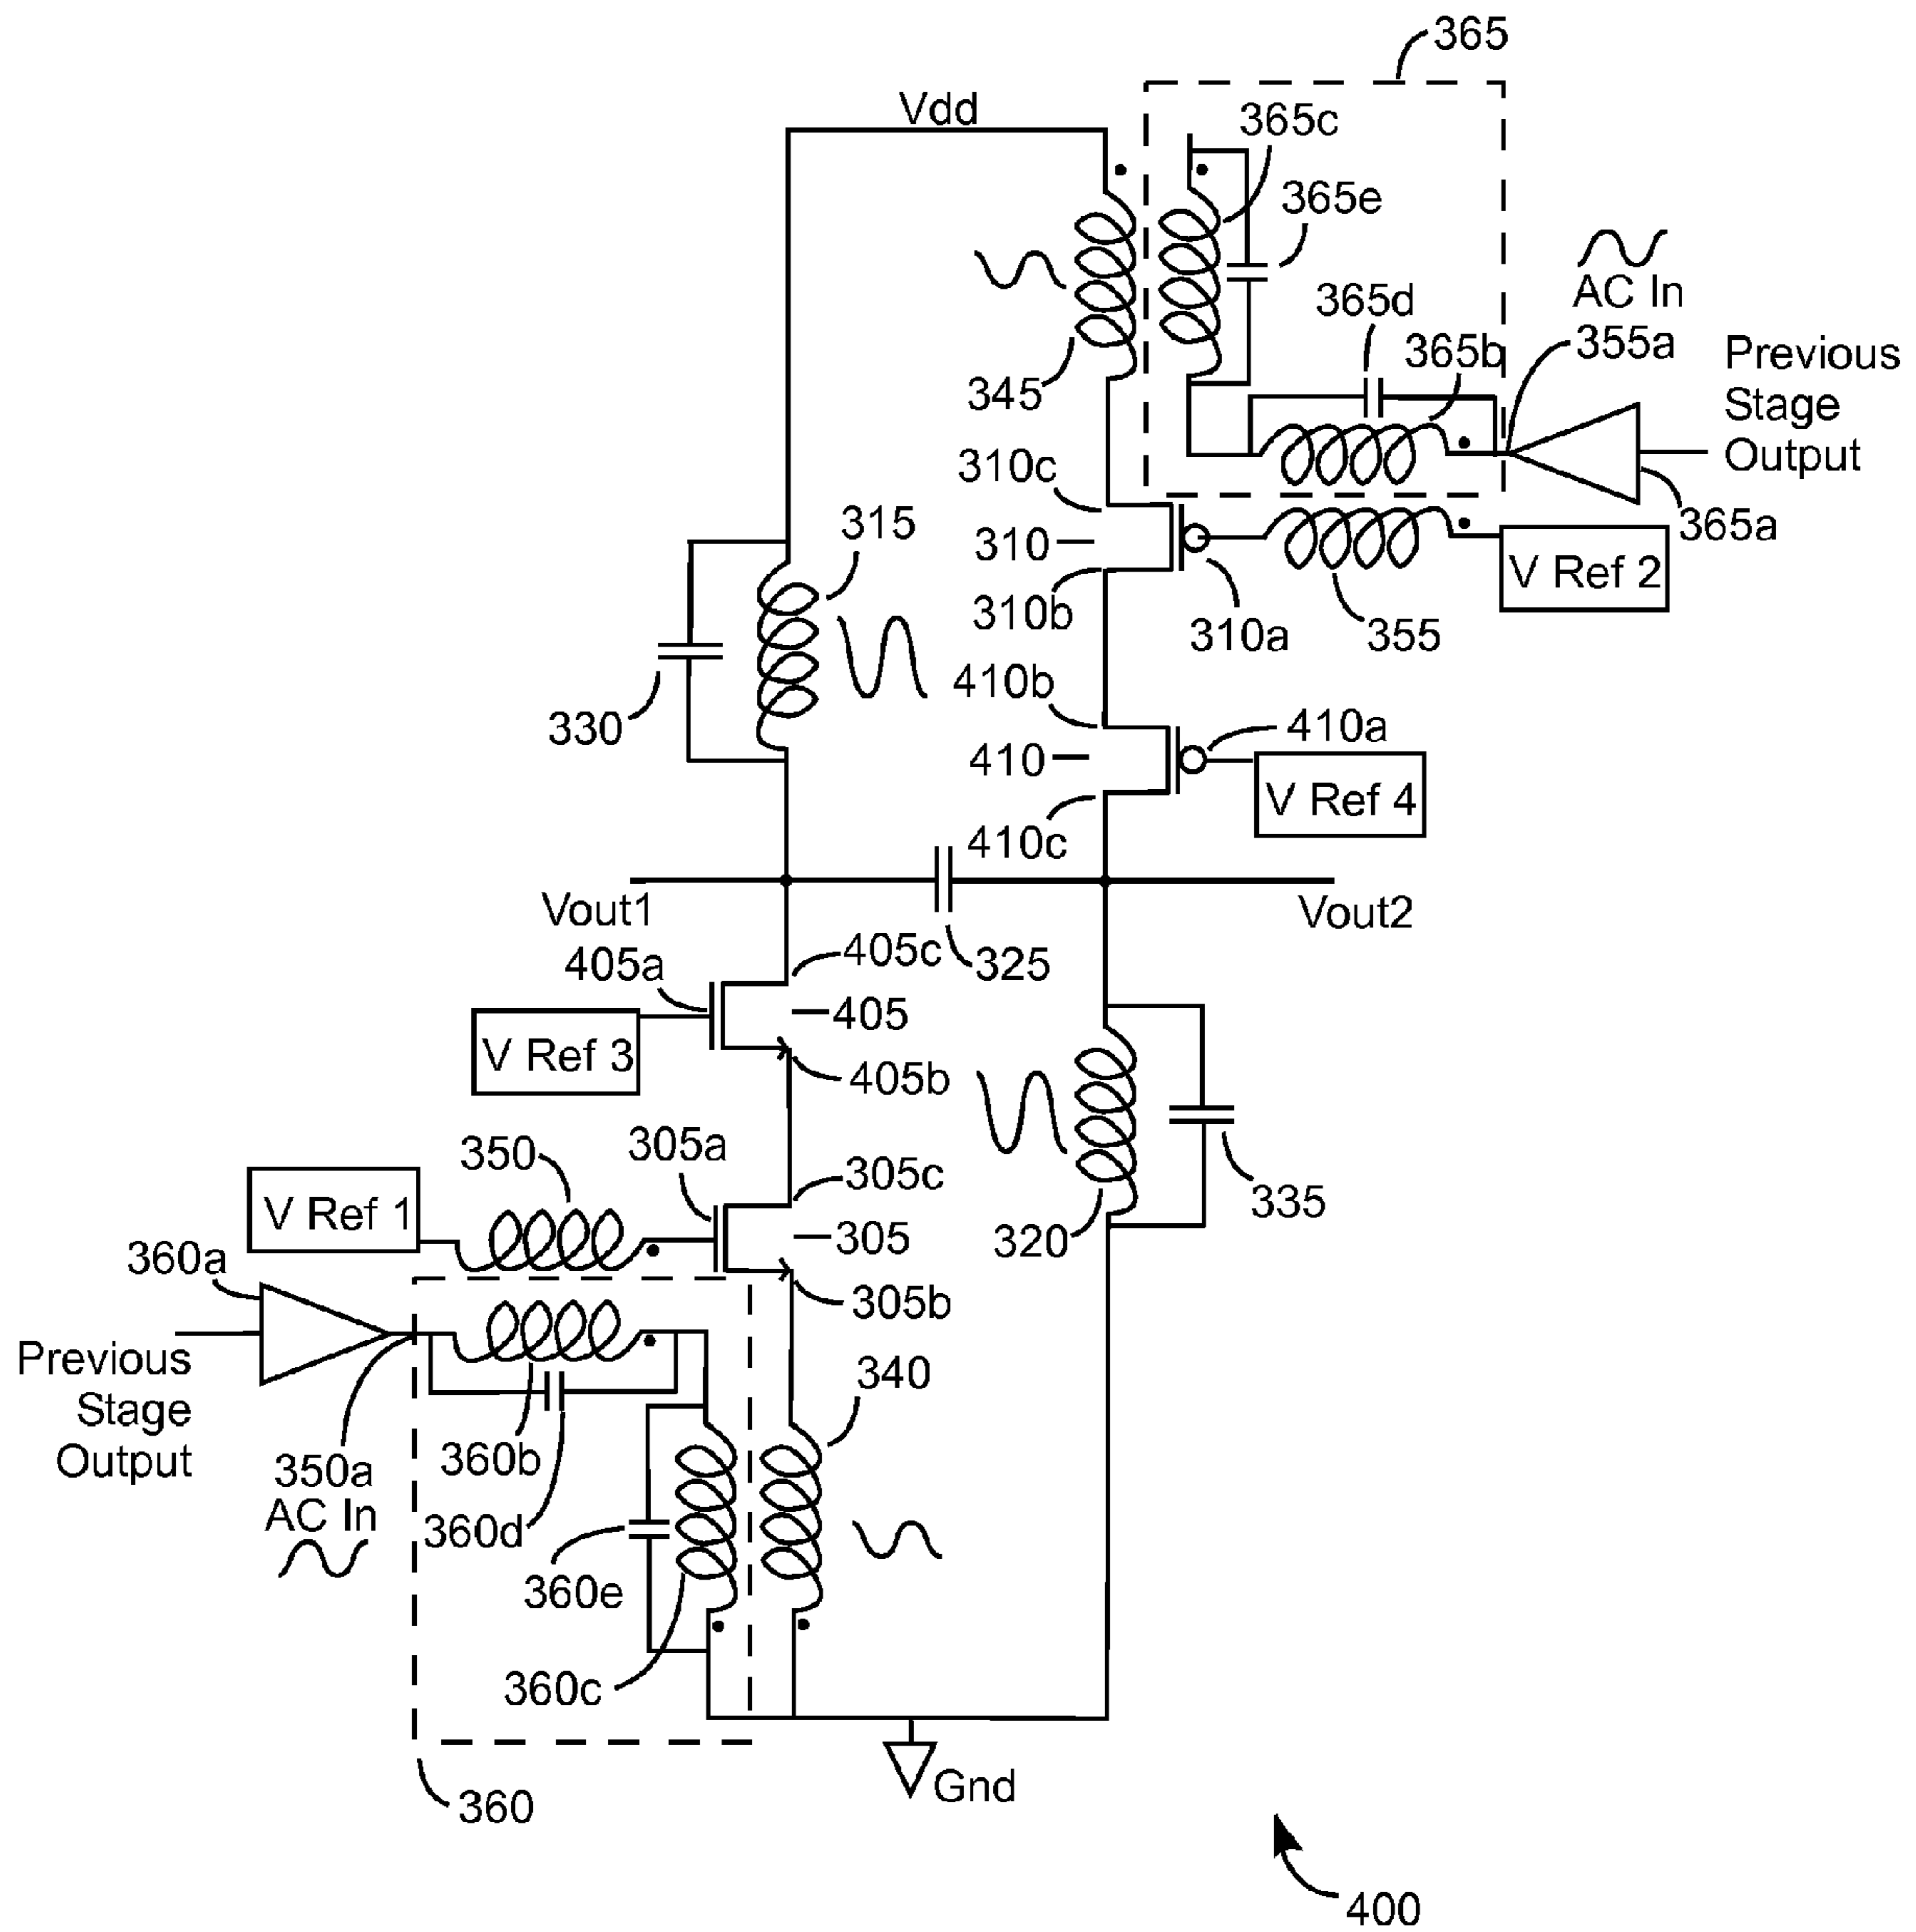 365
Vdd
365c
365e
AC In
365d
355a
365b
Previous
Stage
Output
345
310c
315
365a
310
V Ref 2
310b
310a
355
410b
330
410a
410
V Ref 4
410c
Vout1
Vout2
405c
325
405a
405
V Ref 3
405b
350
305a
305c
335
V Ref 1
305
320
360a
305b
Previous
Stage
Output
340
360b
350a
AC In
360d
360e
360c
Gnd
360
400